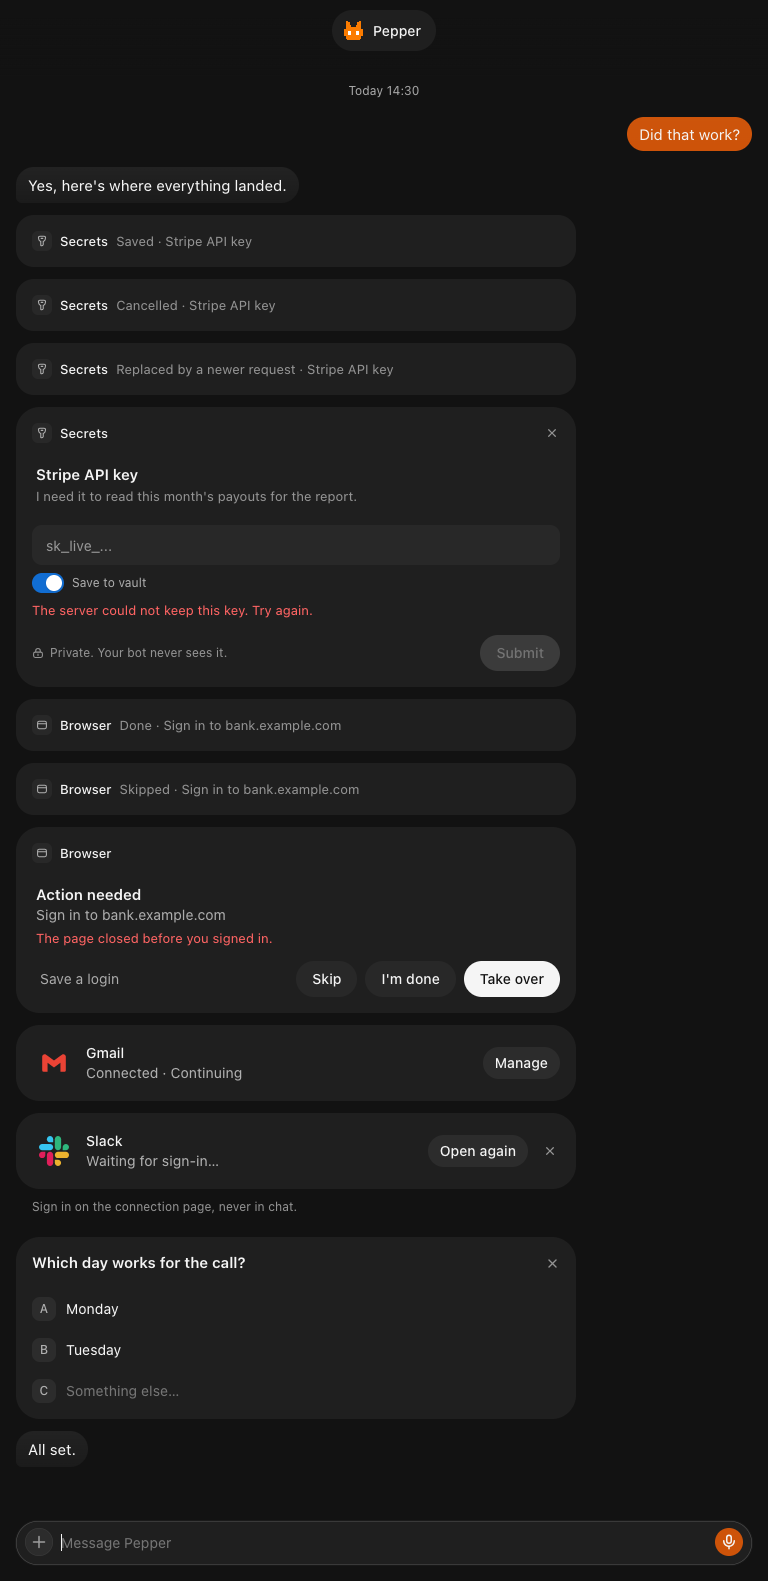 Pepper
Today 14:30
Did that work?
Yes, here's where everything landed.
Secrets Saved · Stripe API key
Secrets Cancelled · Stripe API key
Secrets Replaced by a newer request · Stripe API key
Secrets
Stripe API key
I need it to read this month's payouts for the report.
sk_live_...
Save to vault
The server could not keep this key. Try again.
Private. Your bot never sees it.
Submit
Browser Done · Sign in to bank.example.com
Browser Skipped · Sign in to bank.example.com
Browser
Action needed
Sign in to bank.example.com
The page closed before you signed in.
Save a login
Skip
I'm done
Take over
Gmail
Connected · Continuing
Manage
Slack
Waiting for sign-in...
Open again
Sign in on the connection page, never in chat.
Which day works for the call?
A Monday
B Tuesday
C Something else...
All set.
Message Pepper